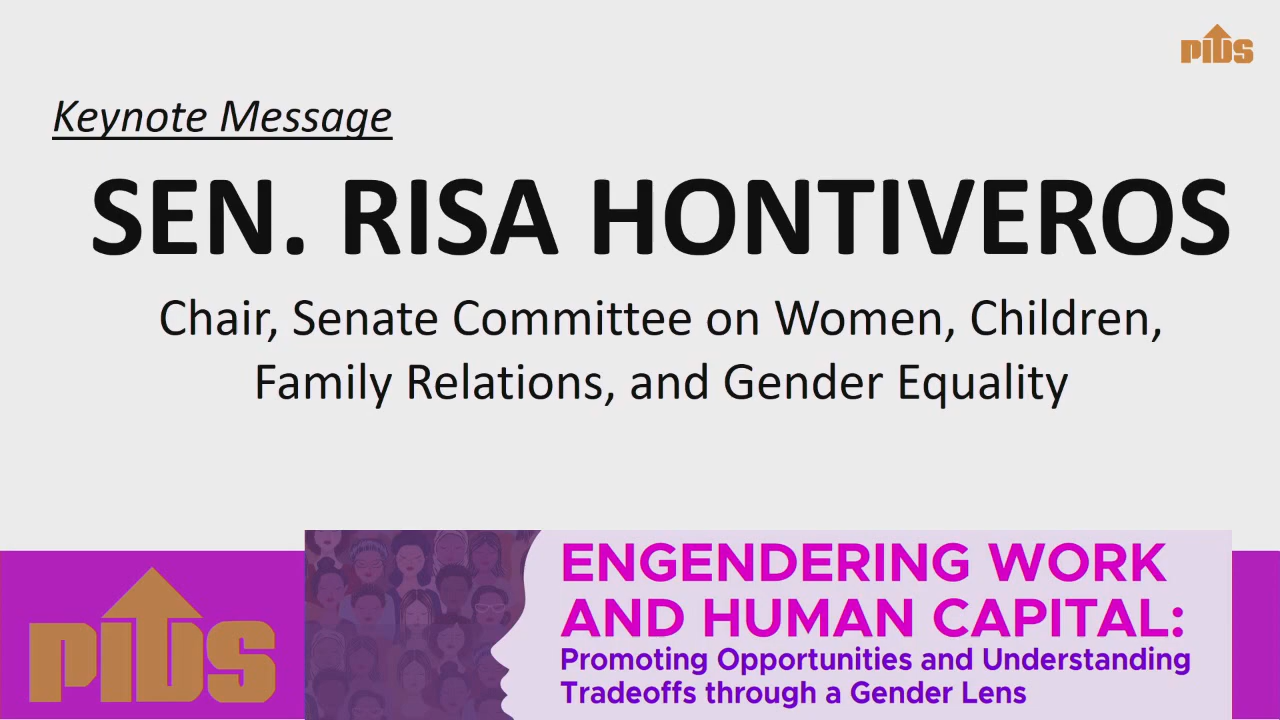 PIDS
Keynote Message
SEN. RISA HONTIVEROS
Chair, Senate Committee on Women, Children,
Family Relations, and Gender Equality
PIDS
ENGENDERING WORK
AND HUMAN CAPITAL:
Promoting Opportunities and Understanding
Tradeoffs through a Gender Lens